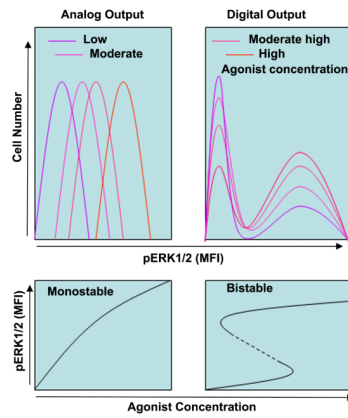 Analog Output
Digital Output
Low
Moderate
Moderate high
High
Agonist concentration
Cell Number
pERK1/2 (MFI)
Monostable
Bistable
pERK1/2 (MFI)
Agonist Concentration